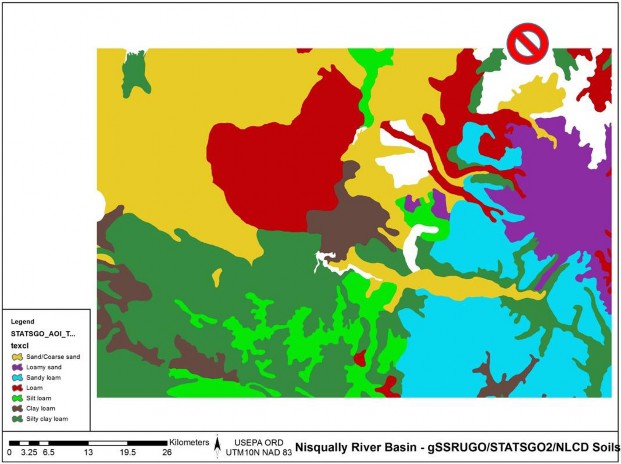 Legend
STATSGO_AOI_T...
texcl
Sand/Coarse sand
Loamy sand
Sandy loam
Loam
Silt loam
Clay loam
Silty clay loam
Kilometers
0 3.25 6.5 13 19.5 26
USEPA ORD
UTM10N NAD 83
Nisqually River Basin - gSSRUGO/STATSGO2/NLCD Soils